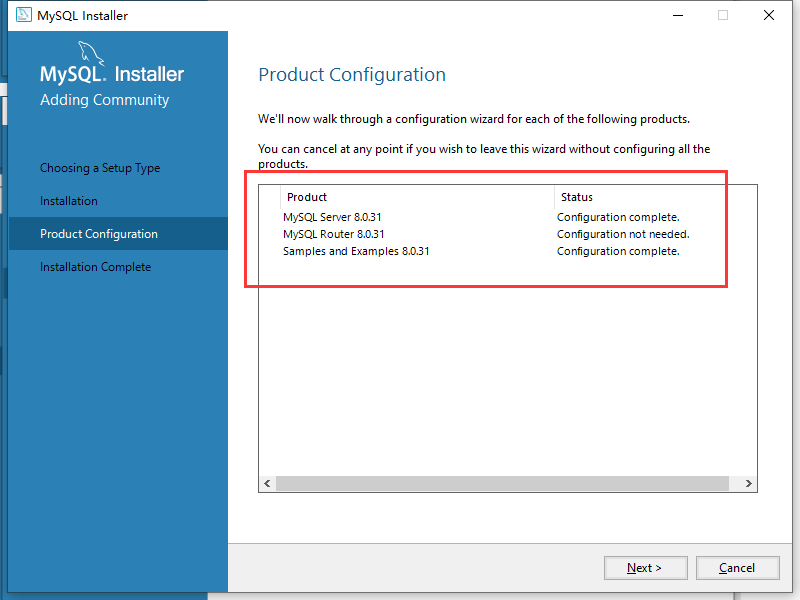 MySQL Installer
MySQL. Installer
Adding Community
Choosing a Setup Type
Installation
Product Configuration
Installation Complete
Product Configuration
We'll now walk through a configuration wizard for each of the following products.
You can cancel at any point if you wish to leave this wizard without configuring all the
products.
Product Status
MySQL Server 8.0.31 Configuration complete.
MySQL Router 8.0.31 Configuration not needed.
Samples and Examples 8.0.31 Configuration complete.
Next > Cancel